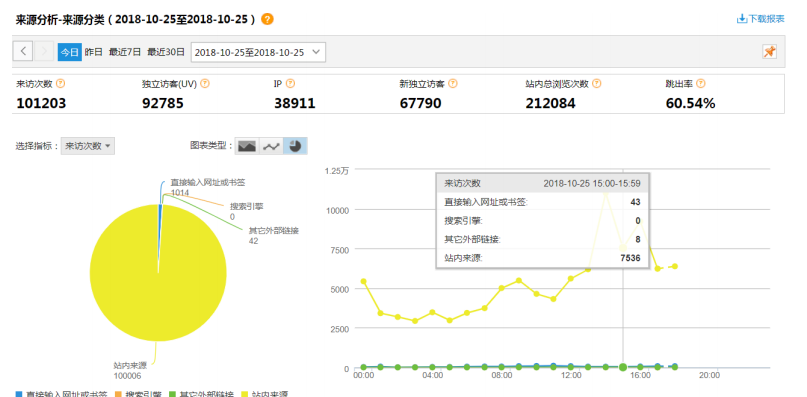 来源分析-来源分类 ( 2018-10-25至2018-10-25 ) ?
下载报表
< > 今日 昨日 最近7日 最近30日 2018-10-25至2018-10-25
来访次数 ? 独立访客(UV) ? IP ? 新独立访客 ? 站内总浏览次数 ? 跳出率 ?
101203 92785 38911 67790 212084 60.54%
选择指标： 来访次数 图表类型：
直接输入网址或书签
1014
搜索引擎
0
其它外部链接
42
站内来源
100006
1.25万
10000
7500
5000
2500
0
来访次数 2018-10-25 15:00-15:59
直接输入网址或书签: 43
搜索引擎: 0
其它外部链接: 8
站内来源: 7536
00:00 04:00 08:00 12:00 16:00 20:00
直接输入网址或书签 搜索引擎 其它外部链接 站内来源